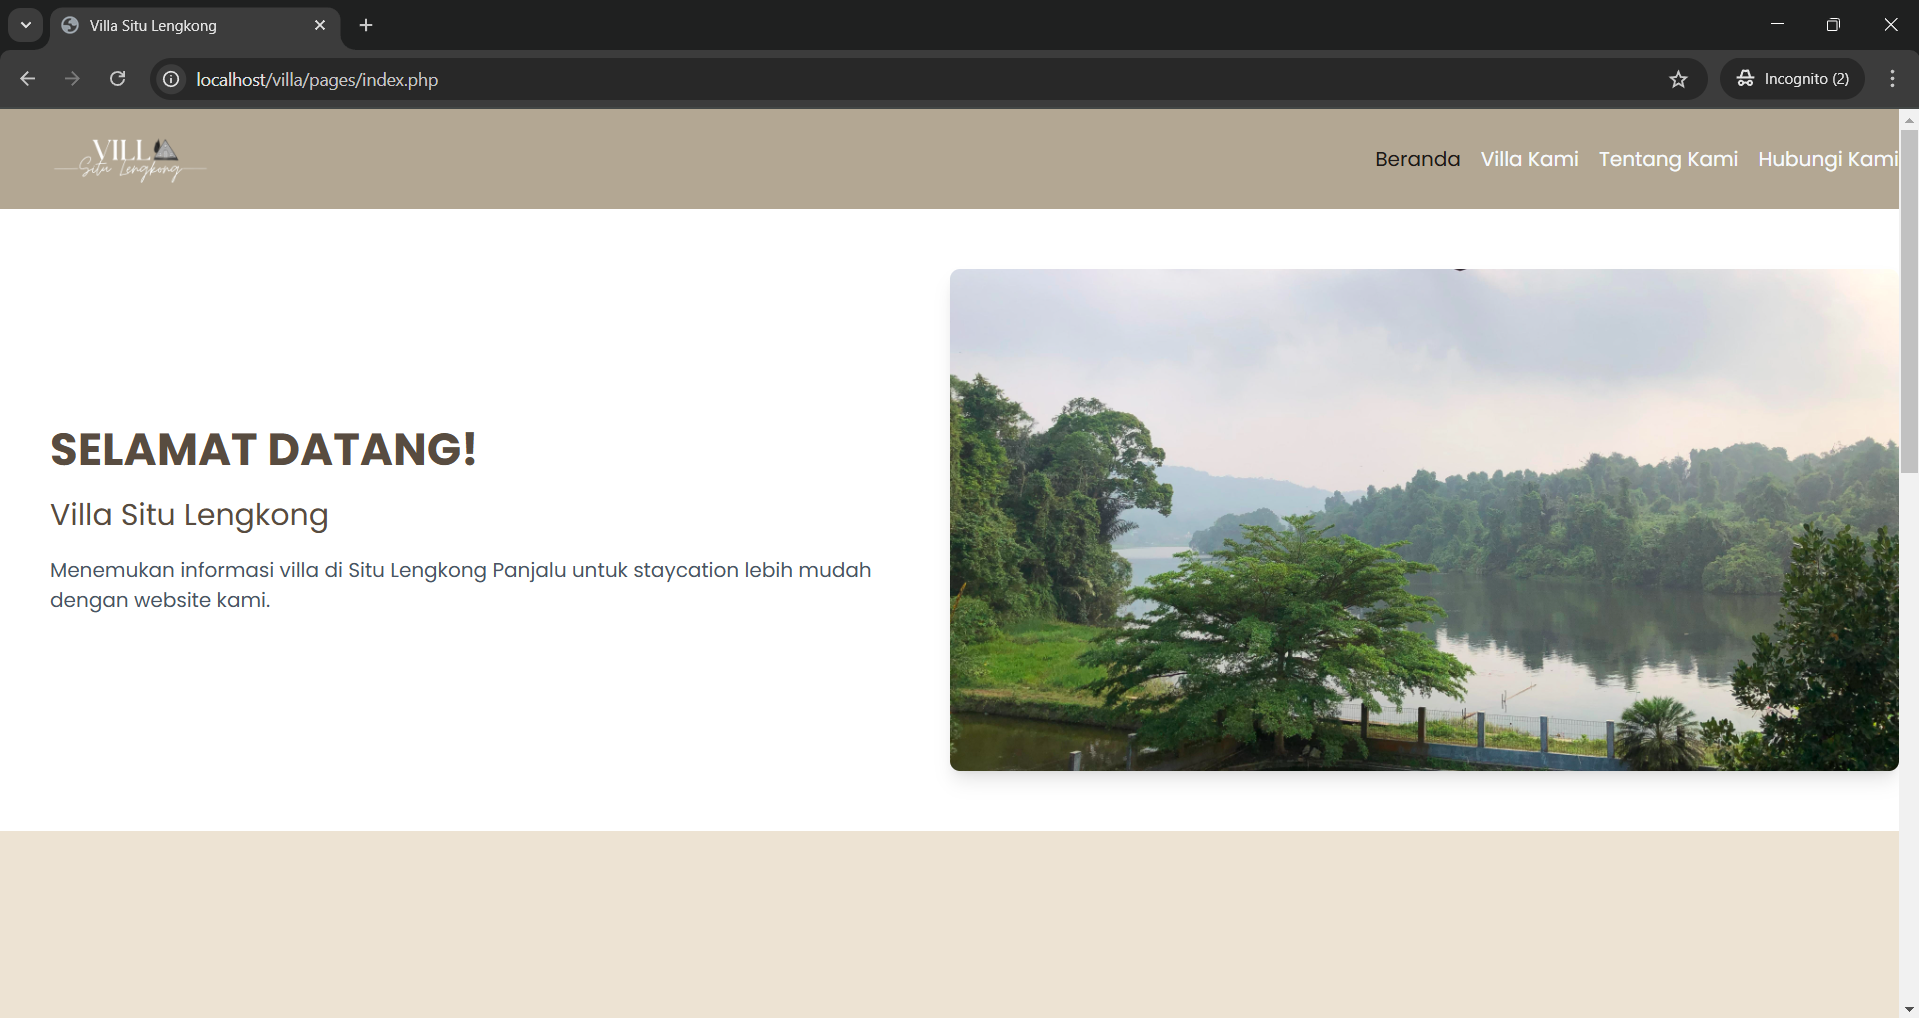 Villa Situ Lengkong
localhost/villa/pages/index.php
Incognito (2)
VILLA
Situ Lengkong
Beranda Villa Kami Tentang Kami Hubungi Kami
SELAMAT DATANG!
Villa Situ Lengkong
Menemukan informasi villa di Situ Lengkong Panjalu untuk staycation lebih mudah
dengan website kami.